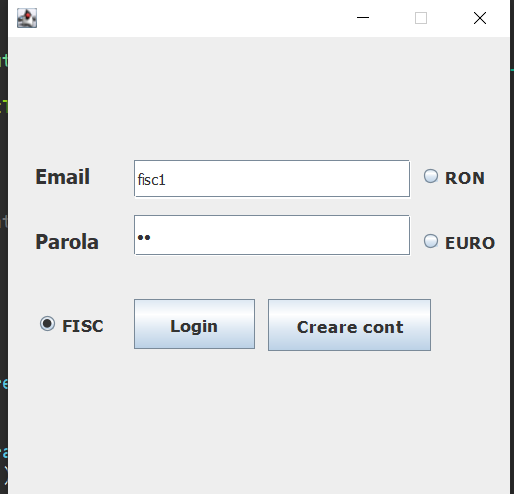 Email fisc1 RON
Parola •• EURO
FISC Login Creare cont